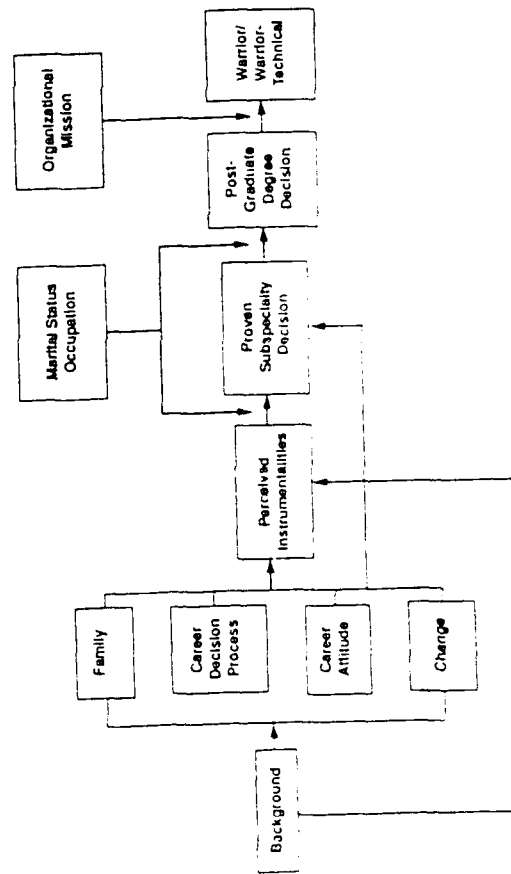 Background
Family
Career
Decision
Process
Career
Attitude
Change
Perceived
Instrumentalities
Marital Status
Occupation
Proven
Subspecialty
Decision
Post-
Graduate
Degree
Decision
Organizational
Mission
Warrior/
Warrior-
Technical